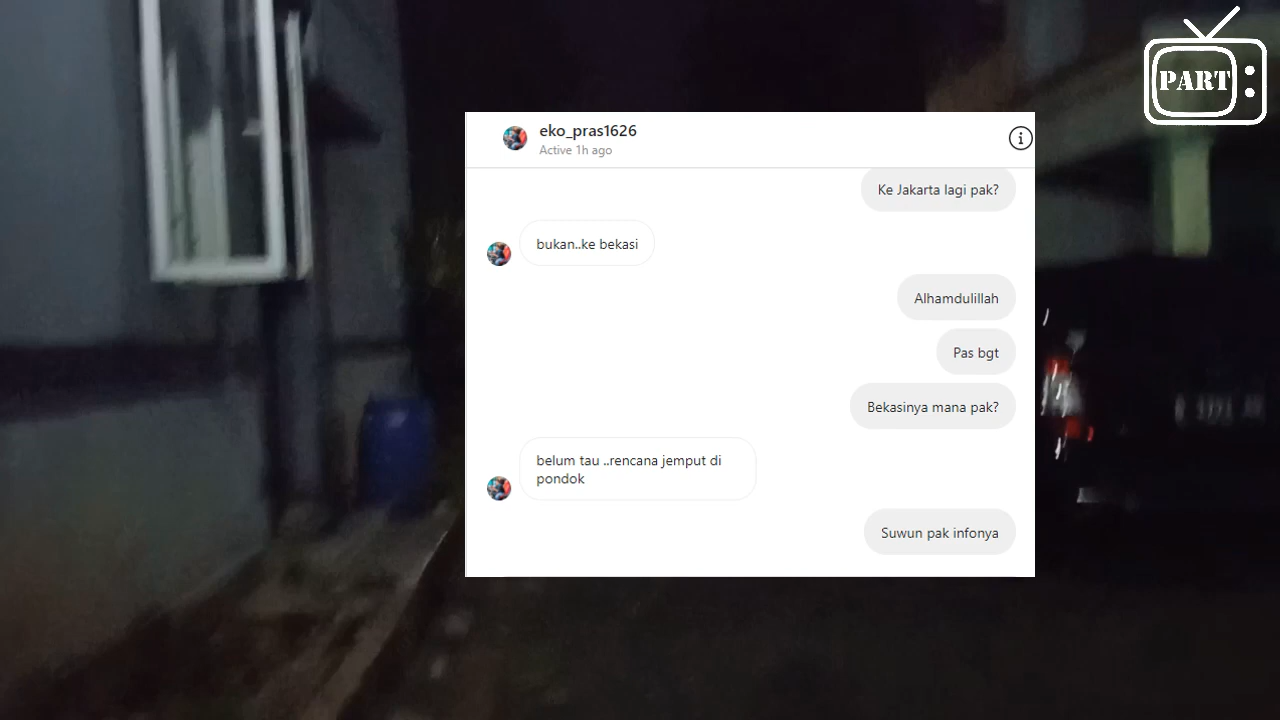 PART
eko_pras1626
Active 1h ago
Ke Jakarta lagi pak?
bukan..ke bekasi
Alhamdulillah
Pas bgt
Bekasinya mana pak?
belum tau ..rencana jemput di
pondok
Suwun pak infonya